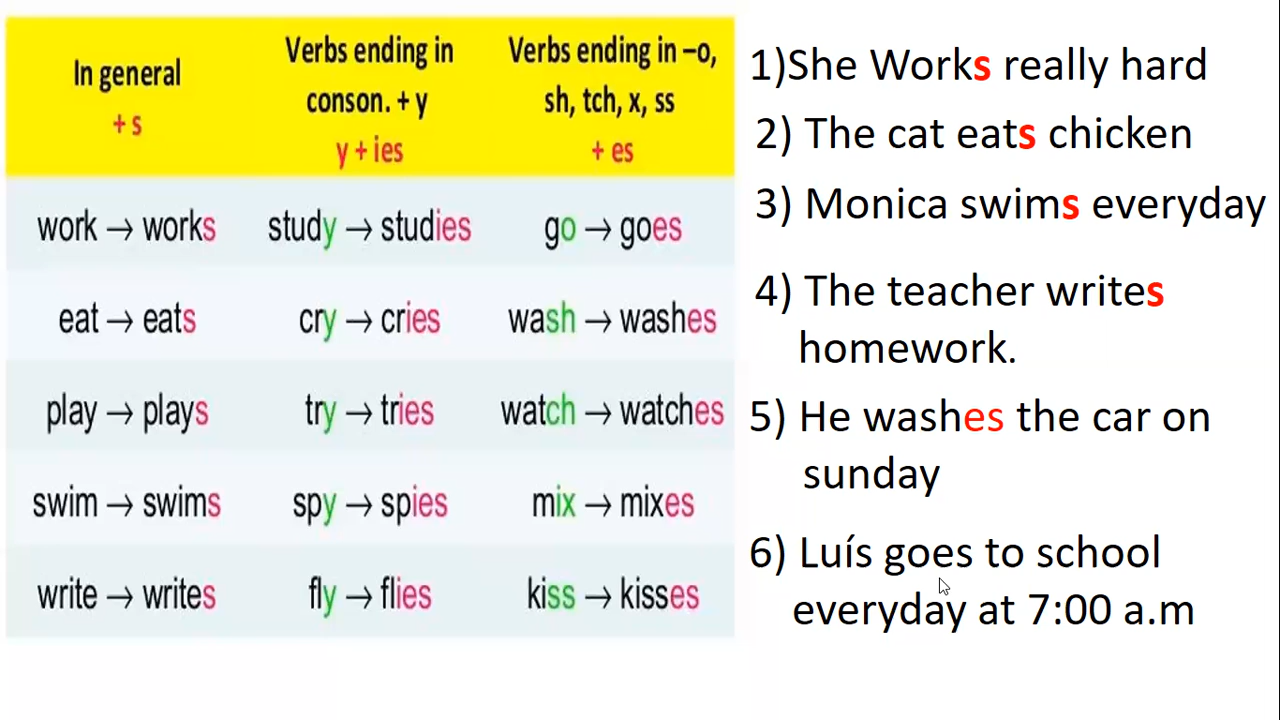 In general
+ s
Verbs ending in
conson. + y
y + ies
Verbs ending in –o,
sh, tch, x, ss
+ es
work → works
study → studies
go → goes
eat → eats
cry → cries
wash → washes
play → plays
try → tries
watch → watches
swim → swims
spy → spies
mix → mixes
write → writes
fly → flies
kiss → kisses
1)She Works really hard
2) The cat eats chicken
3) Monica swims everyday
4) The teacher writes
homework.
5) He washes the car on
sunday
6) Luís goes to school
everyday at 7:00 a.m